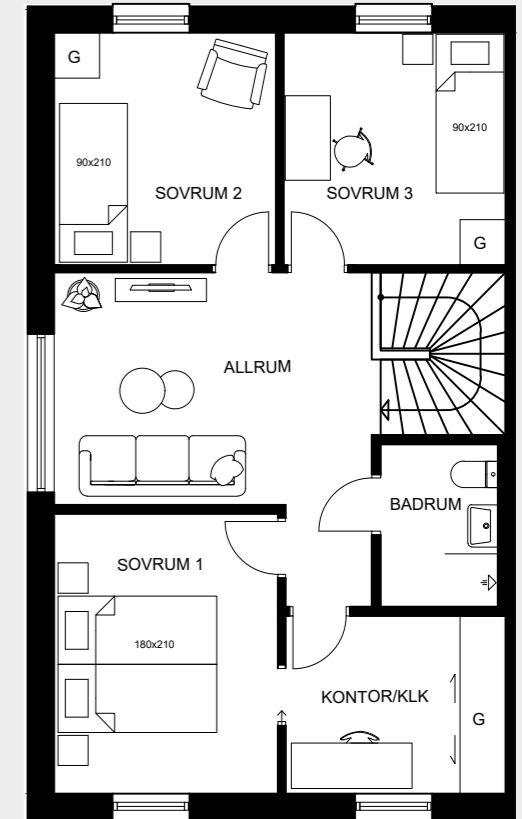 G
90x210
90x210
SOVRUM 2
SOVRUM 3
G
ALLRUM
BADRUM
SOVRUM 1
180x210
KONTOR/KLK
G